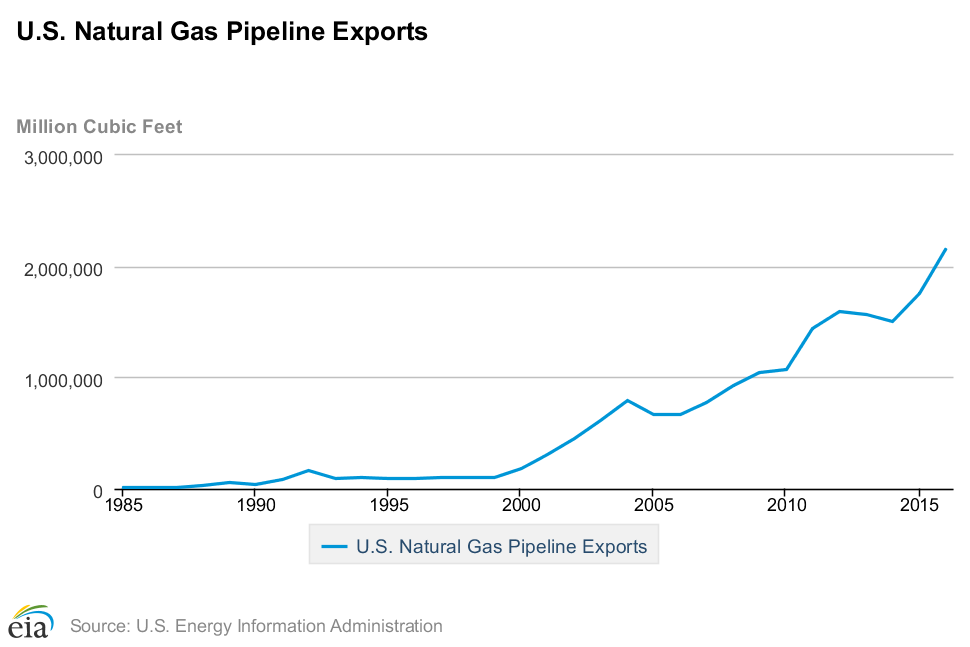 U.S. Natural Gas Pipeline Exports
Million Cubic Feet
3,000,000
2,000,000
1,000,000
0
1985 1990 1995 2000 2005 2010 2015
U.S. Natural Gas Pipeline Exports
eia Source: U.S. Energy Information Administration